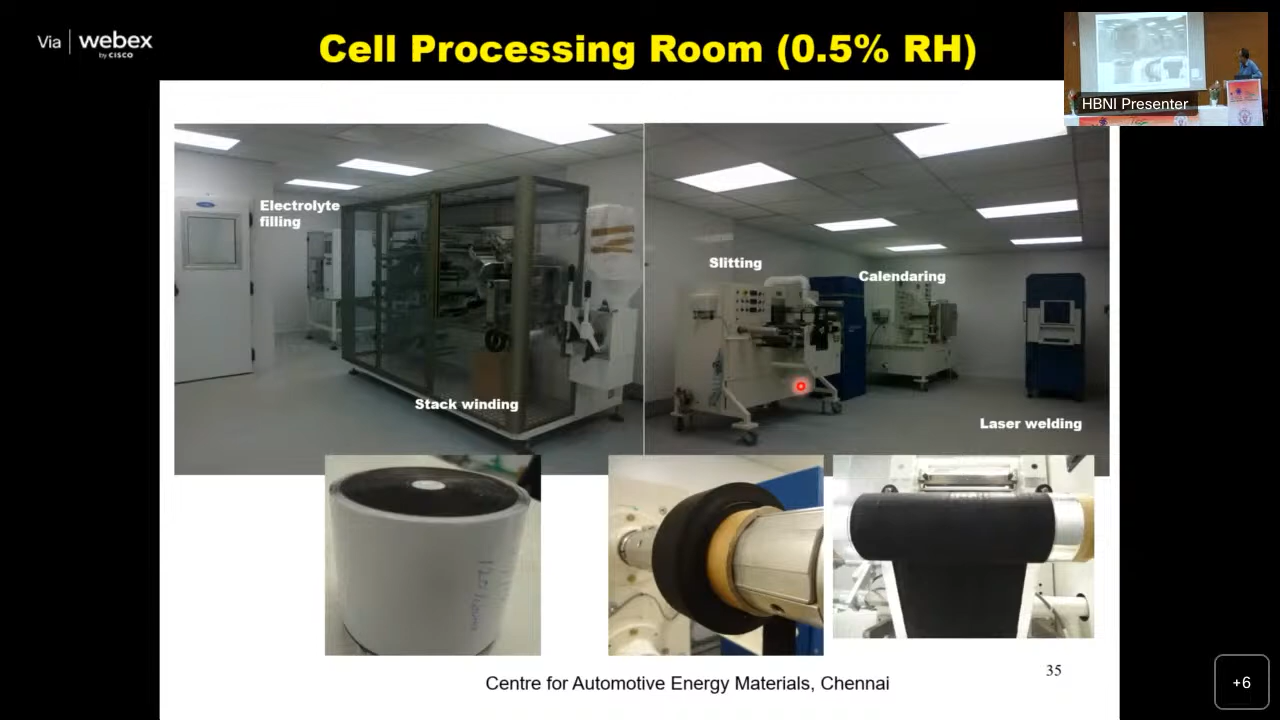 Via webex
by CISCO
Cell Processing Room (0.5% RH)
HBNI Presenter
Electrolyte
filling
Stack winding
Slitting
Calendaring
Laser welding
35
Centre for Automotive Energy Materials, Chennai
+6